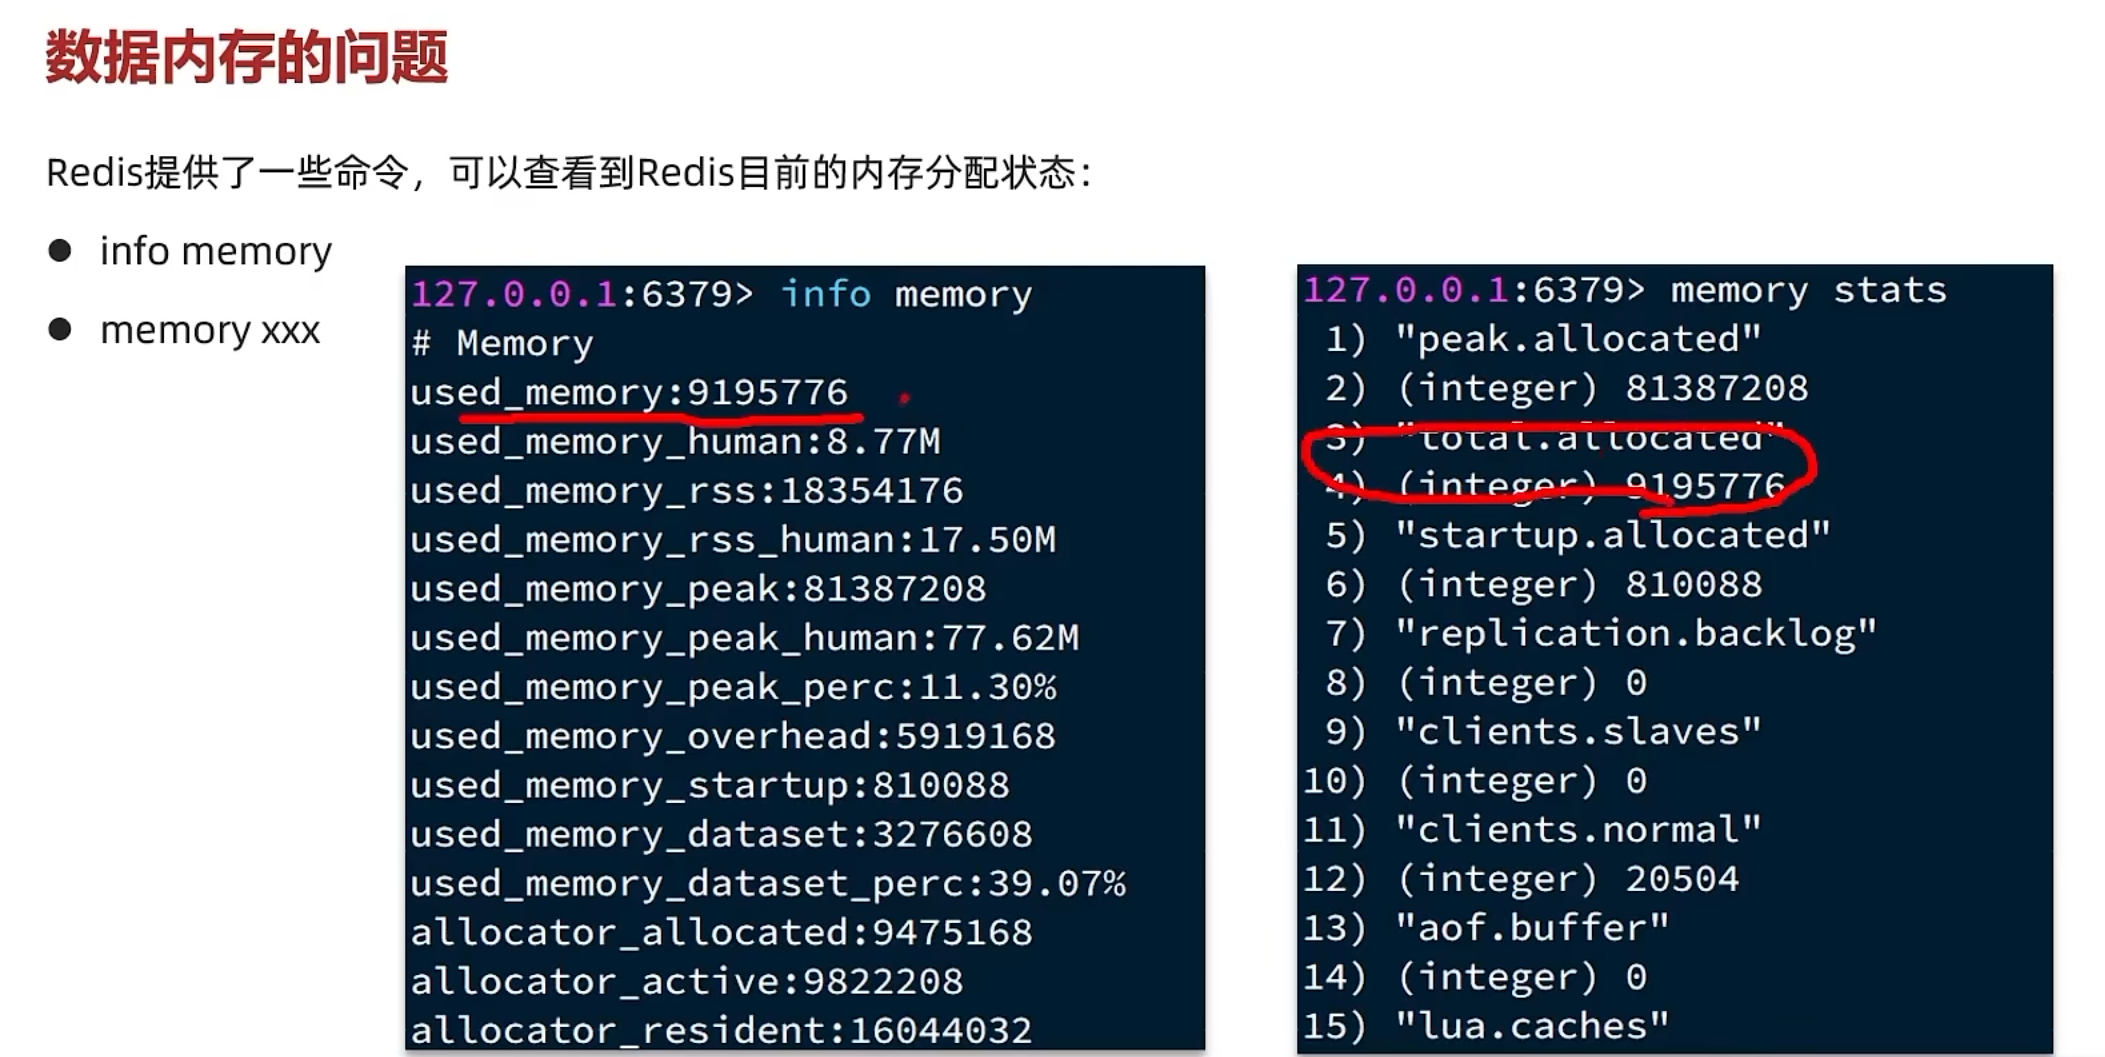 数据内存的问题
Redis提供了一些命令，可以查看到Redis目前的内存分配状态：
● info memory
● memory xxx
127.0.0.1:6379> info memory
# Memory
used_memory:9195776
used_memory_human:8.77M
used_memory_rss:18354176
used_memory_rss_human:17.50M
used_memory_peak:81387208
used_memory_peak_human:77.62M
used_memory_peak_perc:11.30%
used_memory_overhead:5919168
used_memory_startup:810088
used_memory_dataset:3276608
used_memory_dataset_perc:39.07%
allocator_allocated:9475168
allocator_active:9822208
allocator_resident:16044032
127.0.0.1:6379> memory stats
1) "peak.allocated"
2) (integer) 81387208
3) "total.allocated"
4) (integer) 9195776
5) "startup.allocated"
6) (integer) 810088
7) "replication.backlog"
8) (integer) 0
9) "clients.slaves"
10) (integer) 0
11) "clients.normal"
12) (integer) 20504
13) "aof.buffer"
14) (integer) 0
15) "lua.caches"